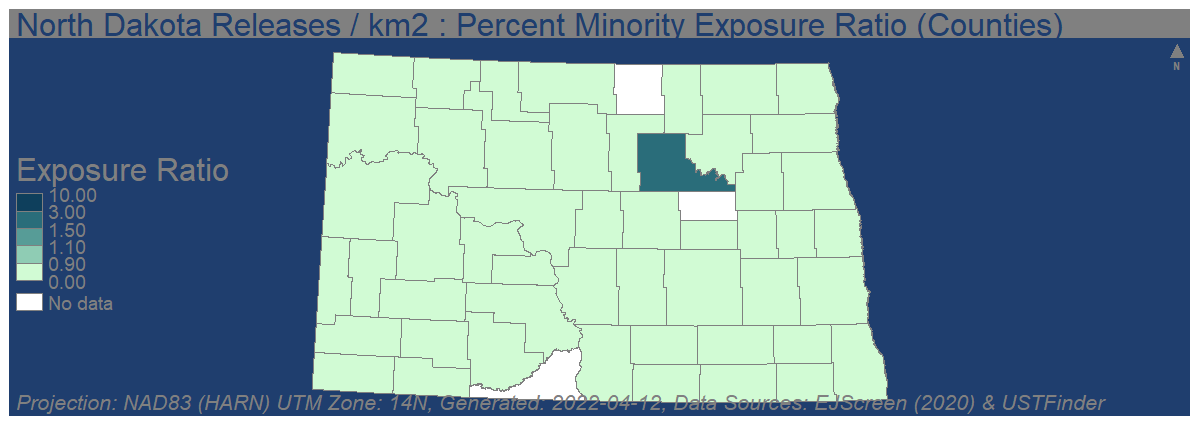 North Dakota Releases / km2 : Percent Minority Exposure Ratio (Counties)
N
Exposure Ratio
10.00
3.00
1.50
1.10
0.90
0.00
No data
Projection: NAD83 (HARN) UTM Zone: 14N, Generated: 2022-04-12, Data Sources: EJScreen (2020) & USTFinder